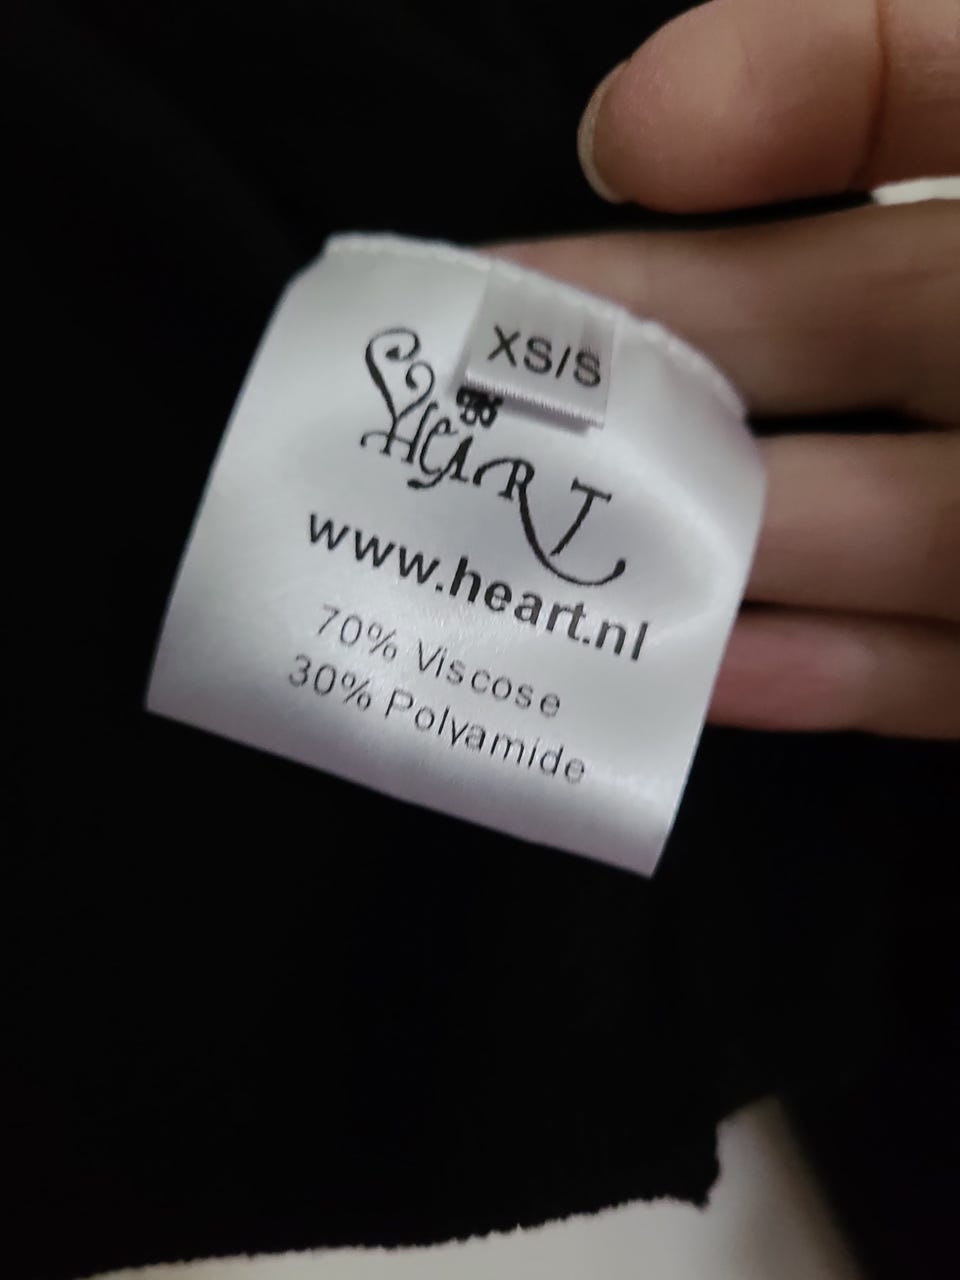 XS/S
HeART
www.heart.nl
70% Viscose
30% Polyamide